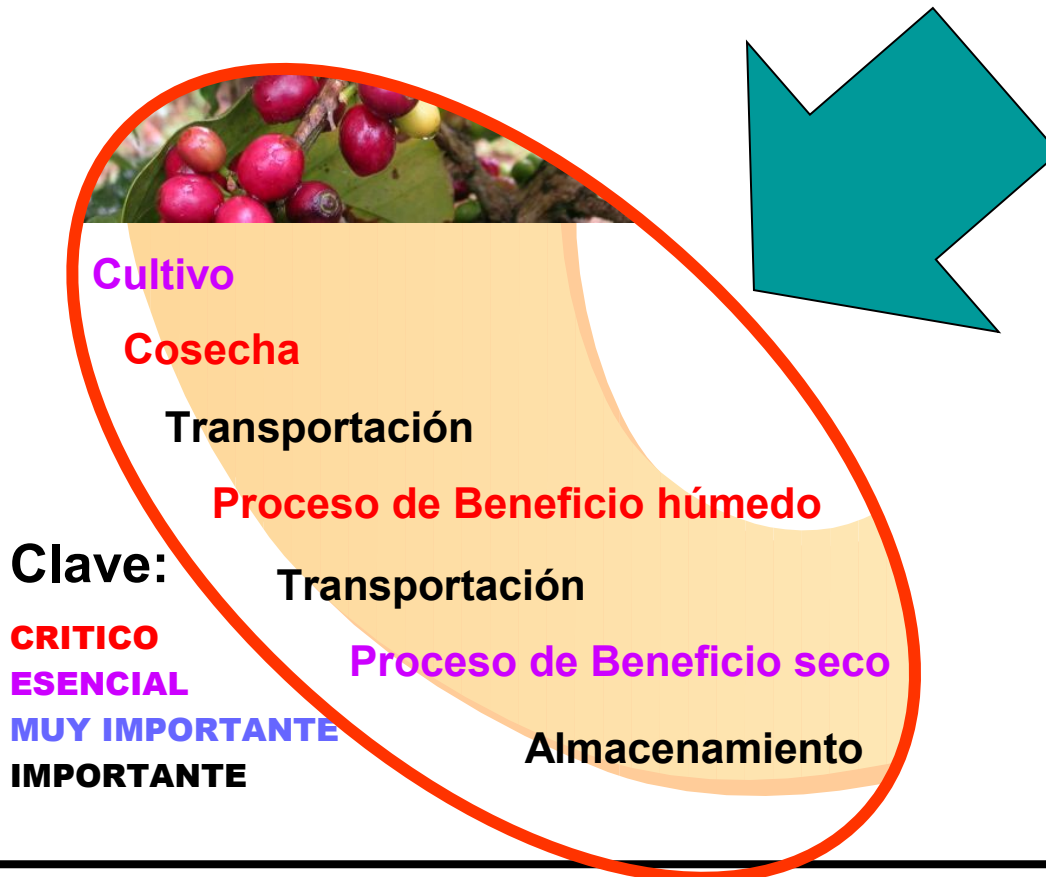 Cultivo
Cosecha
Transportación
Proceso de Beneficio húmedo
Transportación
Proceso de Beneficio seco
Almacenamiento
Clave:
CRITICO
ESENCIAL
MUY IMPORTANTE
IMPORTANTE